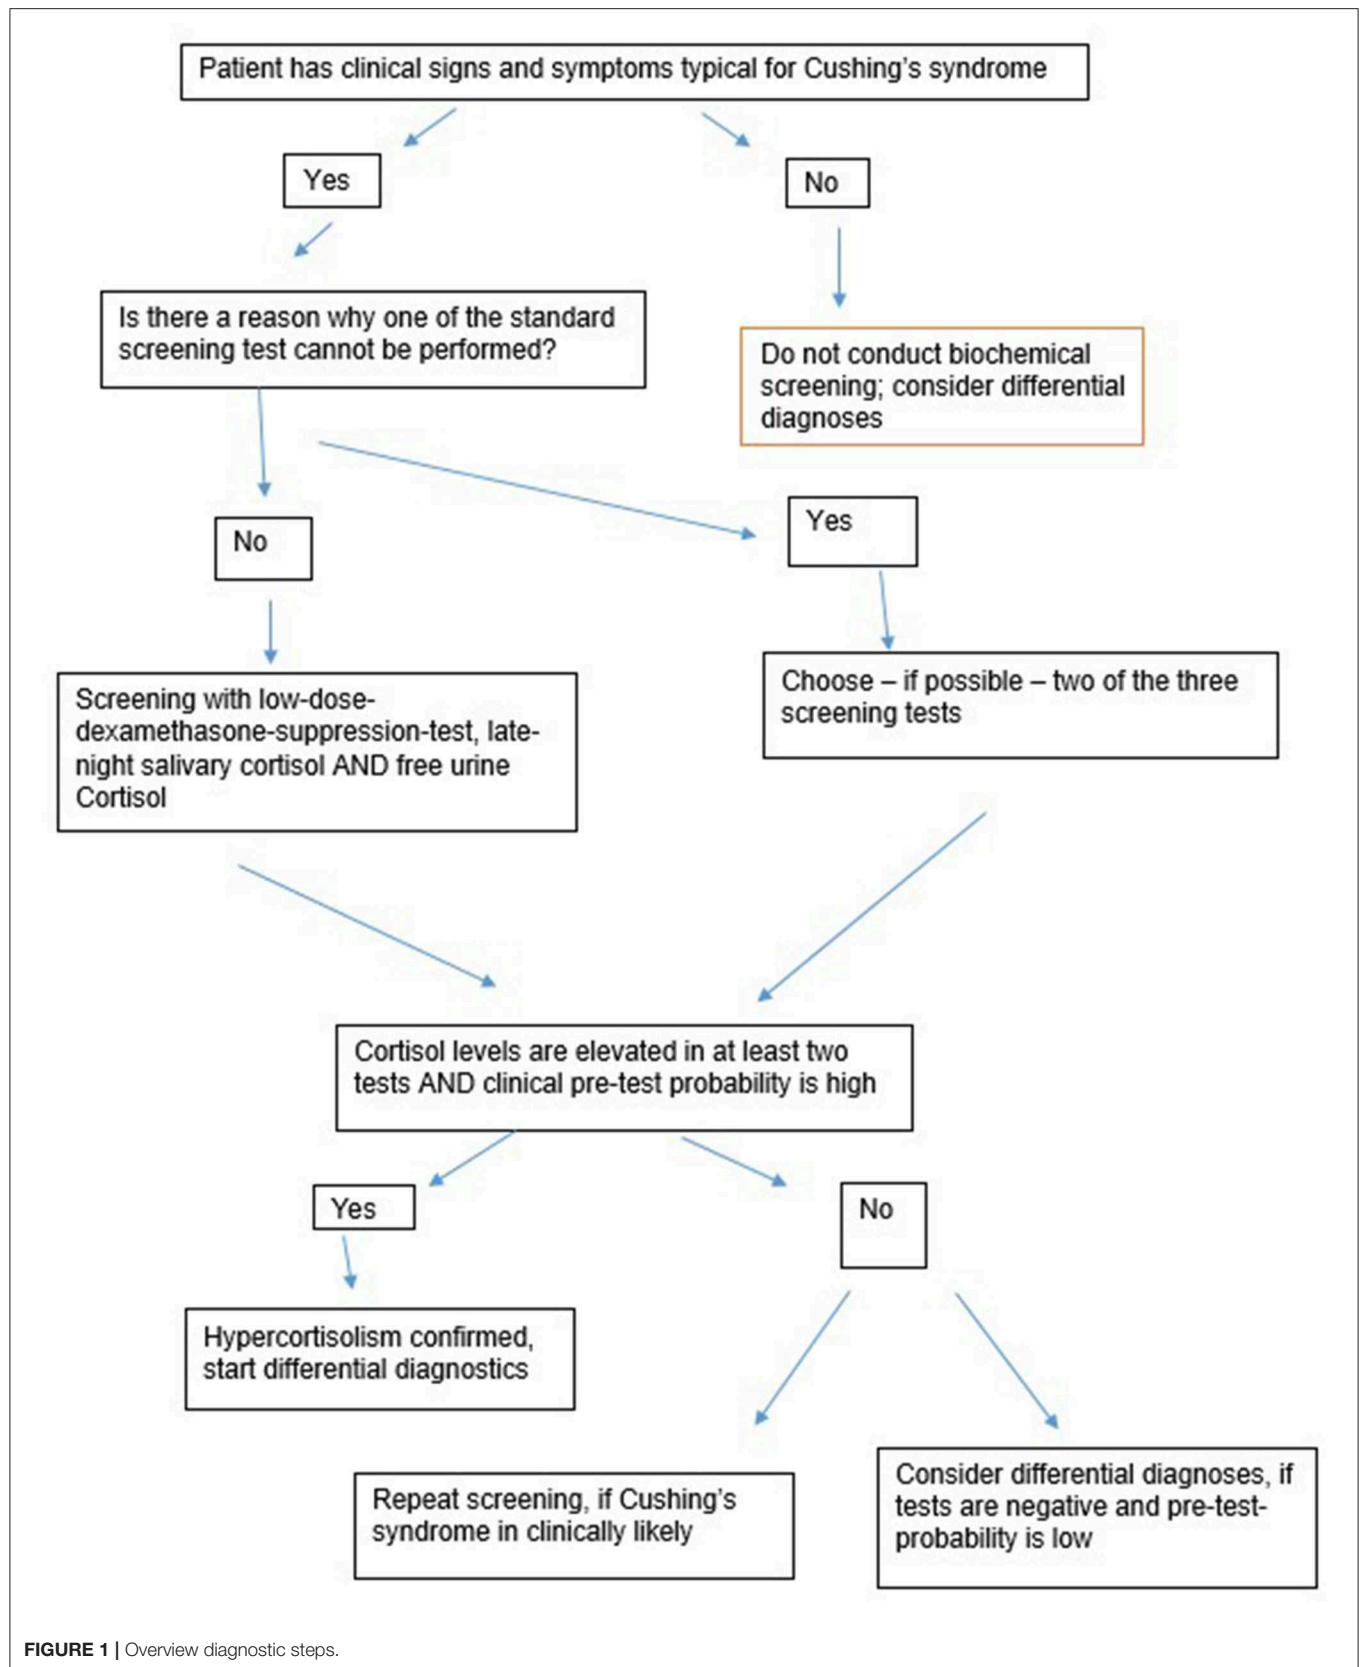 Patient has clinical signs and symptoms typical for Cushing's syndrome
Yes
No
Is there a reason why one of the standard
screening test cannot be performed?
Do not conduct biochemical
screening; consider differential
diagnoses
No
Yes
Screening with low-dose-
dexamethasone-suppression-test, late-
night salivary cortisol AND free urine
Cortisol
Choose – if possible – two of the three
screening tests
Cortisol levels are elevated in at least two
tests AND clinical pre-test probability is high
Yes
No
Hypercortisolism confirmed,
start differential diagnostics
Repeat screening, if Cushing's
syndrome in clinically likely
Consider differential diagnoses, if
tests are negative and pre-test-
probability is low
FIGURE 1 | Overview diagnostic steps.